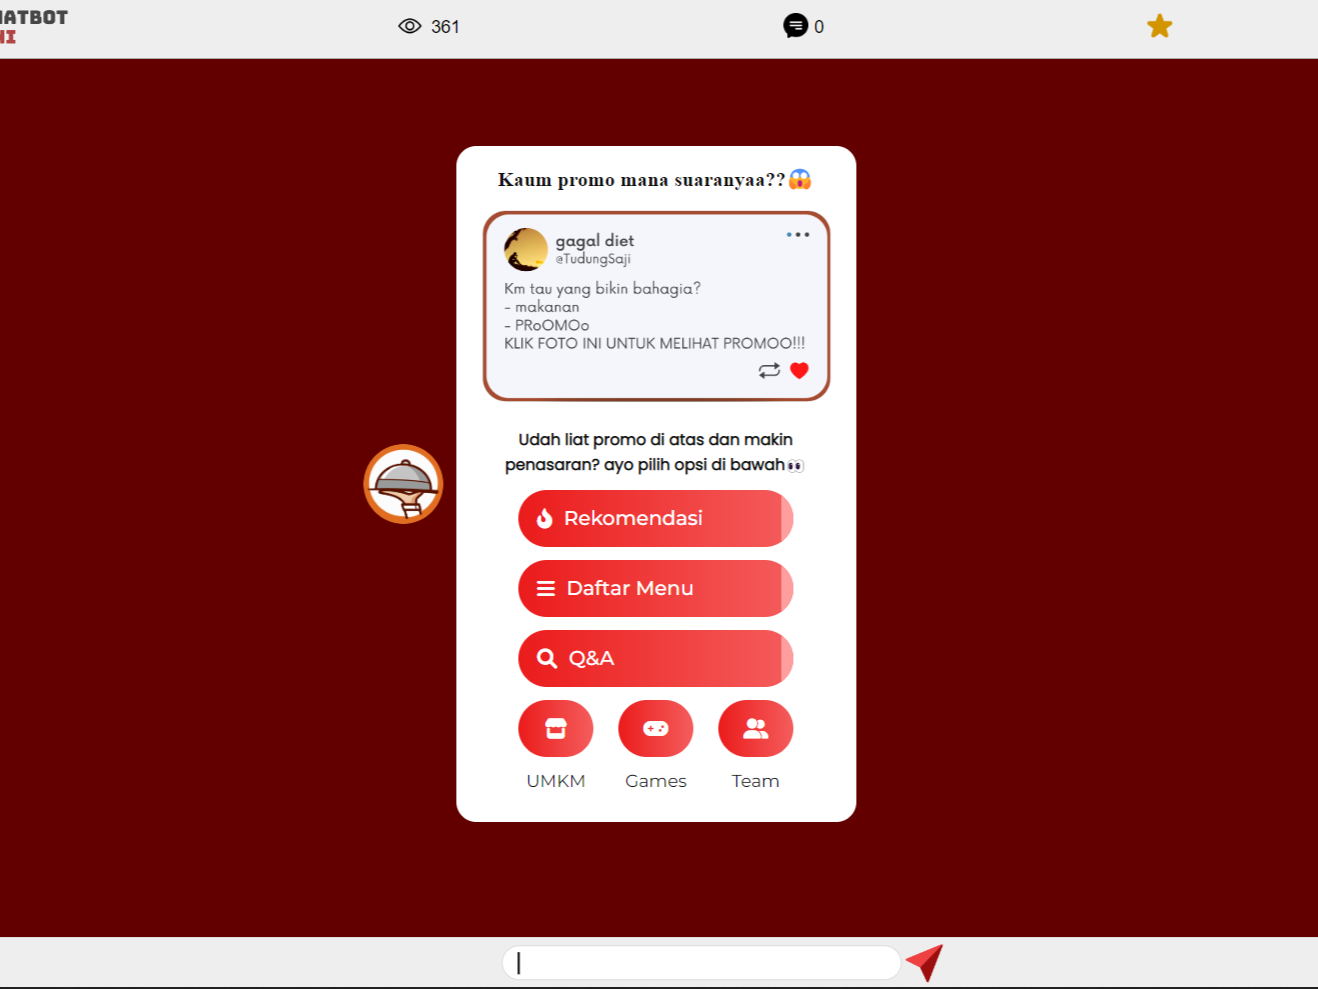 HATBOT
361
0
Kaum promo mana suaranyaa??😱
gagal diet
@TudungSaji
Km tau yang bikin bahagia?
- makanan
- PRoOMOo
KLIK FOTO INI UNTUK MELIHAT PROMOO!!!
Udah liat promo di atas dan makin
penasaran? ayo pilih opsi di bawah👀
Rekomendasi
Daftar Menu
Q&A
UMKM
Games
Team